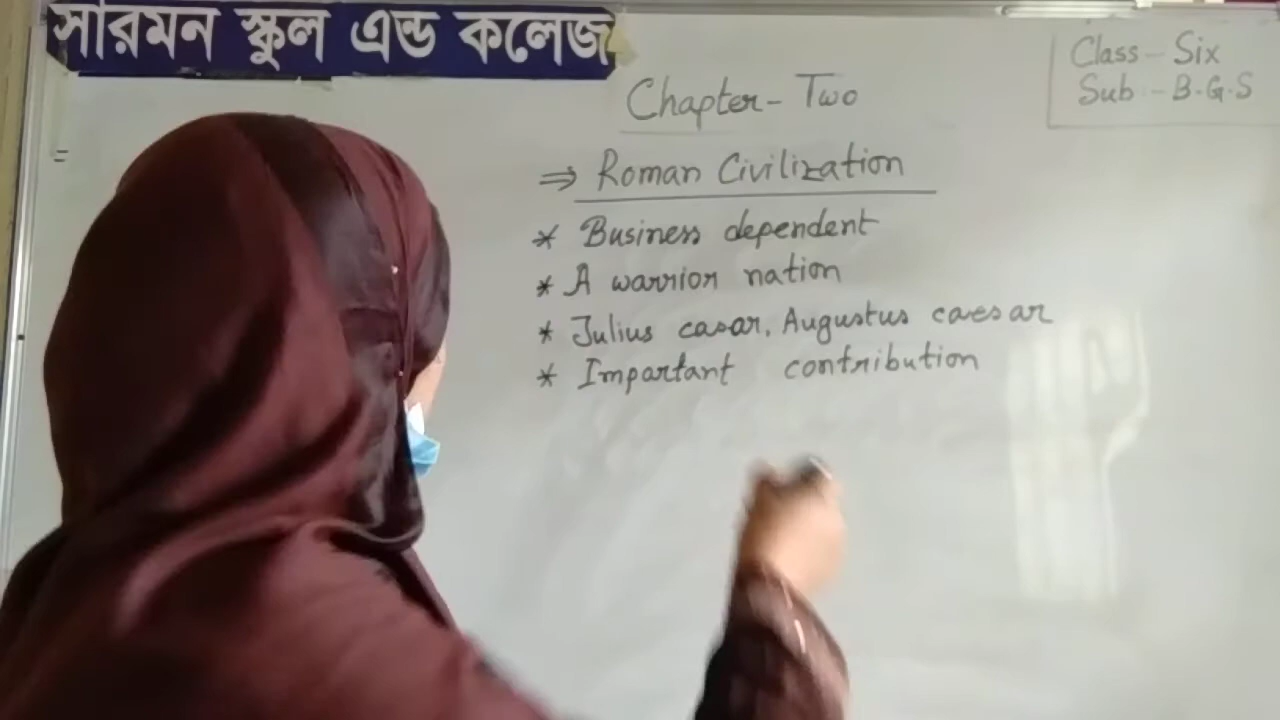 সারমন স্কুল এন্ড কলেজ
Class - Six
Sub - B.G.S
Chapter - Two
⇒ Roman Civilization
* Business dependent
* A warrior nation
* Julius casar, Augustus caesar
* Impartant contribution